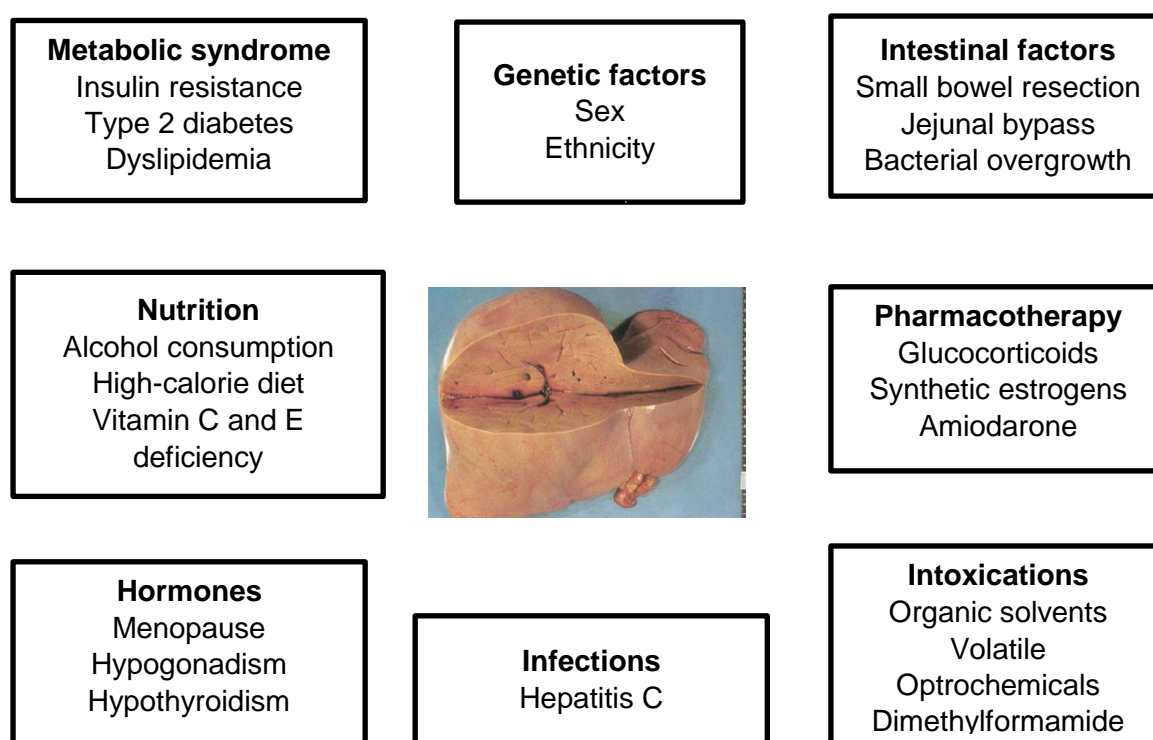 Metabolic syndrome
Insulin resistance
Type 2 diabetes
Dyslipidemia
Genetic factors
Sex
Ethnicity
Intestinal factors
Small bowel resection
Jejunal bypass
Bacterial overgrowth
Nutrition
Alcohol consumption
High-calorie diet
Vitamin C and E
deficiency
Pharmacotherapy
Glucocorticoids
Synthetic estrogens
Amiodarone
Hormones
Menopause
Hypogonadism
Hypothyroidism
Infections
Hepatitis C
Intoxications
Organic solvents
Volatile
Optrochemicals
Dimethylformamide